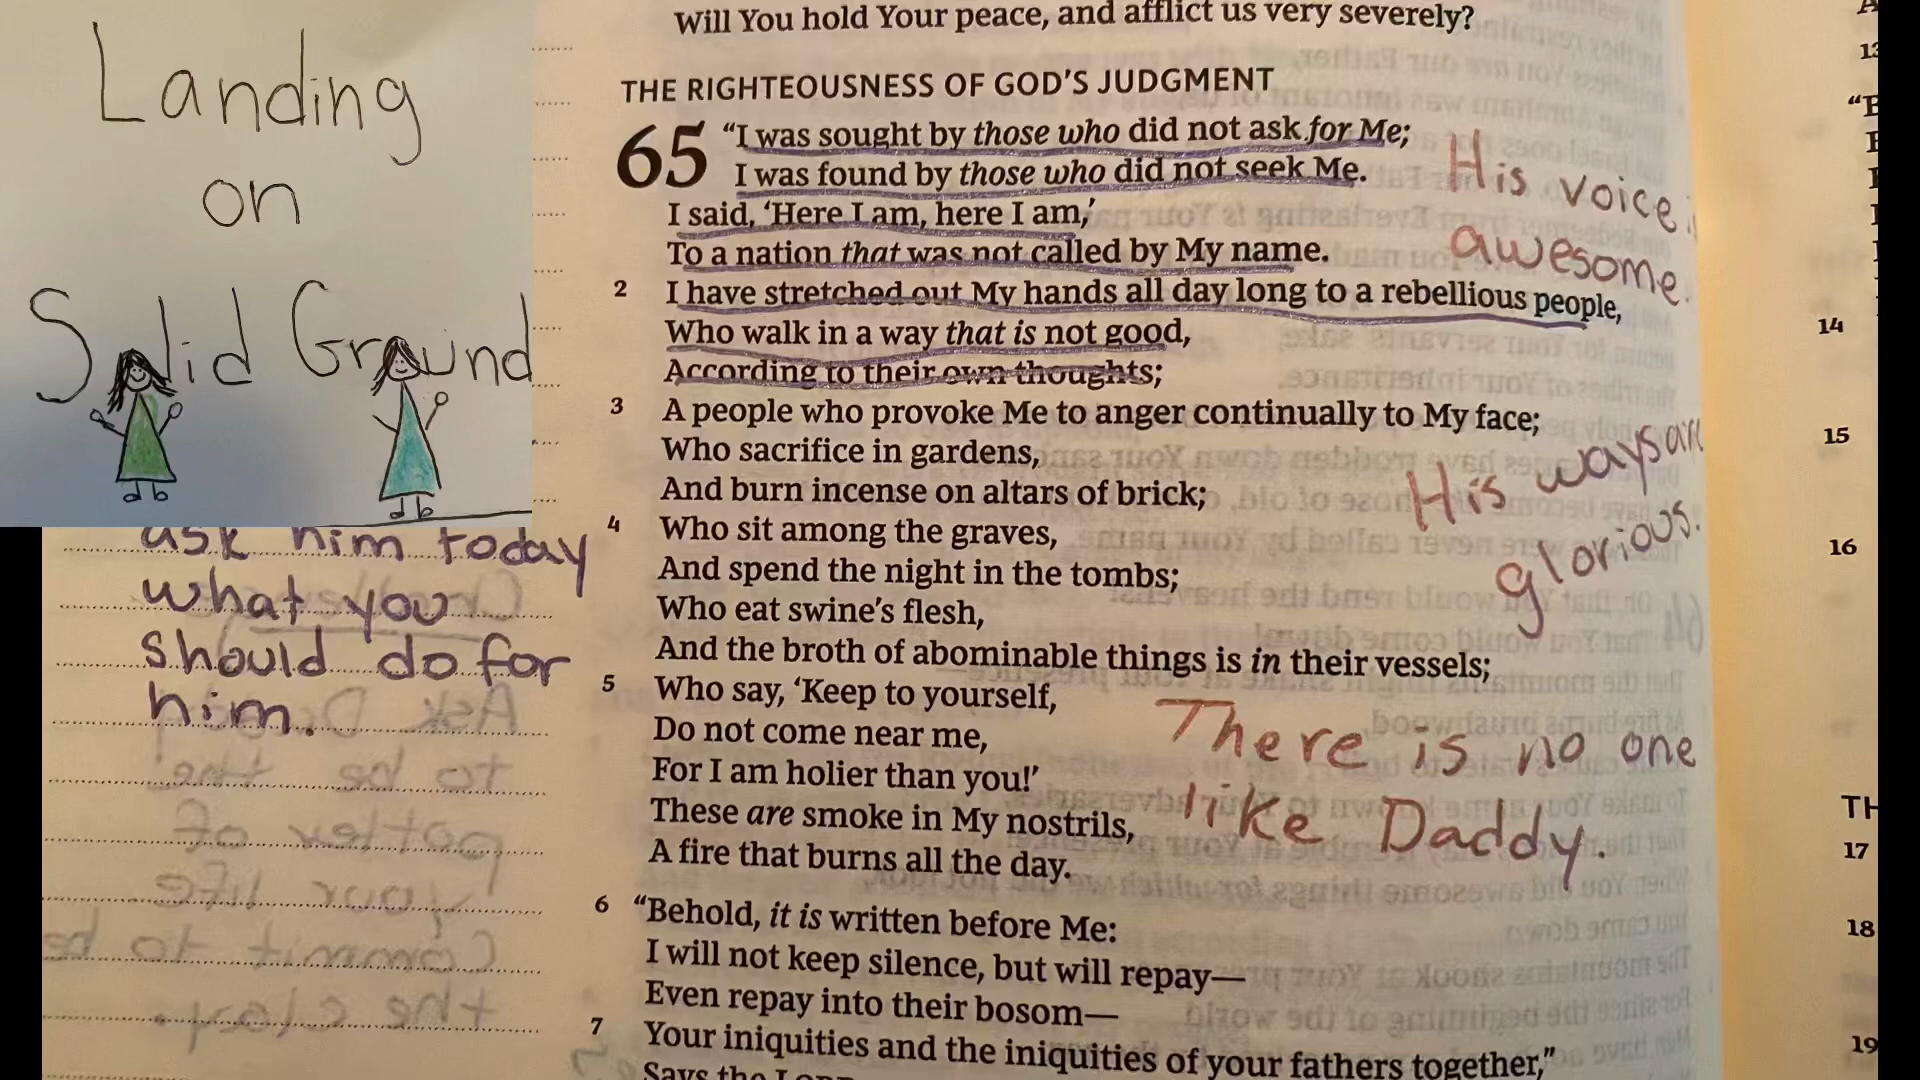 Landing
on
Solid Ground
ask him today
what you
should do for
him.
Will You hold Your peace, and afflict us very severely?
THE RIGHTEOUSNESS OF GOD'S JUDGMENT
65 “I was sought by those who did not ask for Me;
I was found by those who did not seek Me.
I said, ‘Here I am, here I am,’
To a nation that was not called by My name.
2 I have stretched out My hands all day long to a rebellious people,
Who walk in a way that is not good,
According to their own thoughts;
3 A people who provoke Me to anger continually to My face;
Who sacrifice in gardens,
And burn incense on altars of brick;
4 Who sit among the graves,
And spend the night in the tombs;
Who eat swine’s flesh,
And the broth of abominable things is in their vessels;
5 Who say, ‘Keep to yourself,
Do not come near me,
For I am holier than you!’
These are smoke in My nostrils,
A fire that burns all the day.
6 “Behold, it is written before Me:
I will not keep silence, but will repay—
Even repay into their bosom—
7 Your iniquities and the iniquities of your fathers together,”
Says the LORD
His voice
awesome.
His ways are
glorious.
There is no one
like Daddy.
13
14
15
16
TH
17
18
19